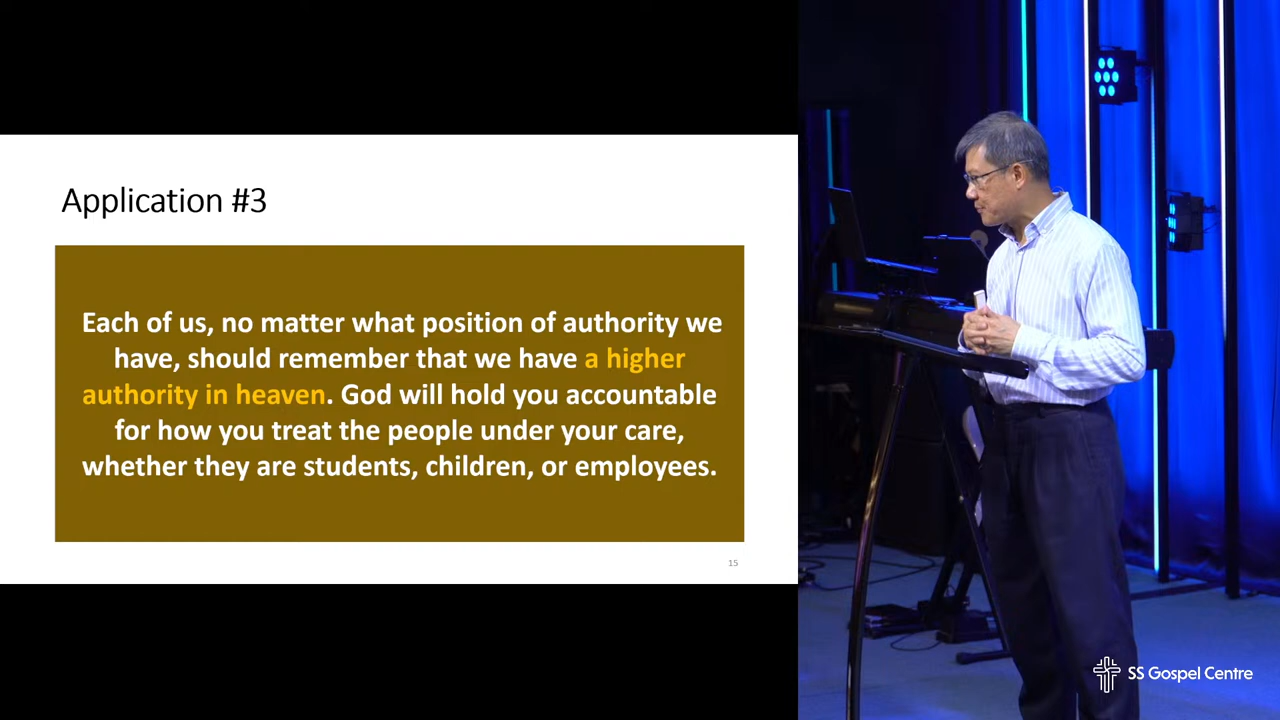 Application #3
Each of us, no matter what position of authority we
have, should remember that we have a higher
authority in heaven. God will hold you accountable
for how you treat the people under your care,
whether they are students, children, or employees.
15
SS Gospel Centre